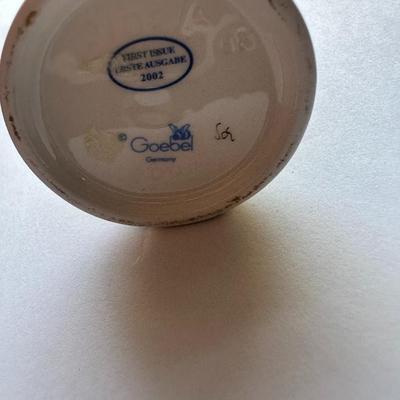 FIRST ISSUE
ERSTE AUSGABE
2002
© Goebel
Germany